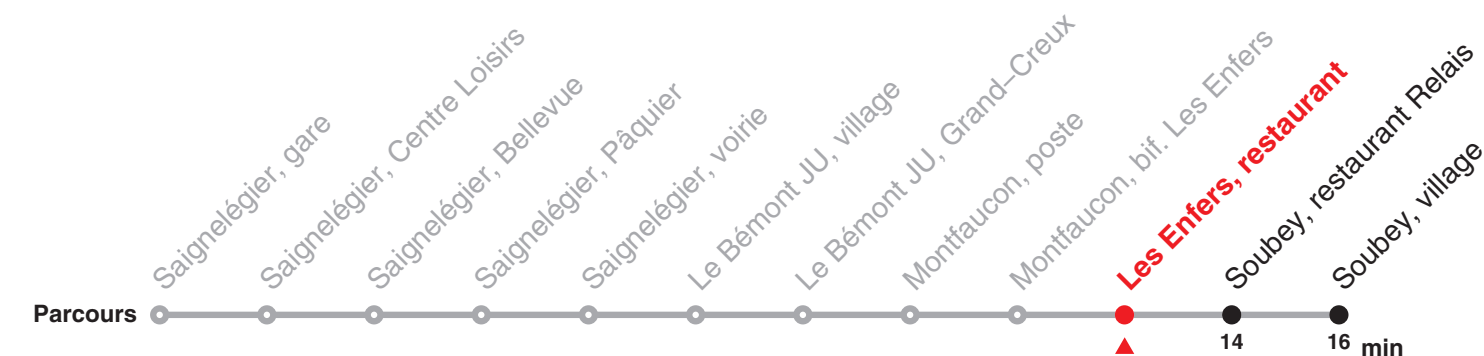 Saignelégier, gare
Saignelégier, Centre Loisirs
Saignelégier, Bellevue
Saignelégier, Pâquier
Saignelégier, voirie
Le Bémont JU, village
Le Bémont JU, Grand–Creux
Montfaucon, poste
Montfaucon, bif. Les Enfers
Les Enfers, restaurant
Soubey, restaurant Relais
Soubey, village
Parcours
14 16 min